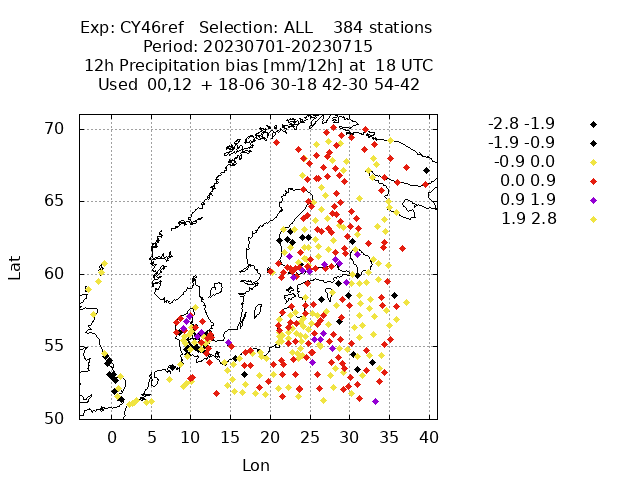 Exp: CY46ref   Selection: ALL    384 stations
Period: 20230701-20230715
12h Precipitation bias [mm/12h] at  18 UTC
Used  00,12  + 18-06 30-18 42-30 54-42
-2.8 -1.9
-1.9 -0.9
-0.9 0.0
0.0 0.9
0.9 1.9
1.9 2.8
70
65
60
55
50
Lat
0 5 10 15 20 25 30 35 40
Lon